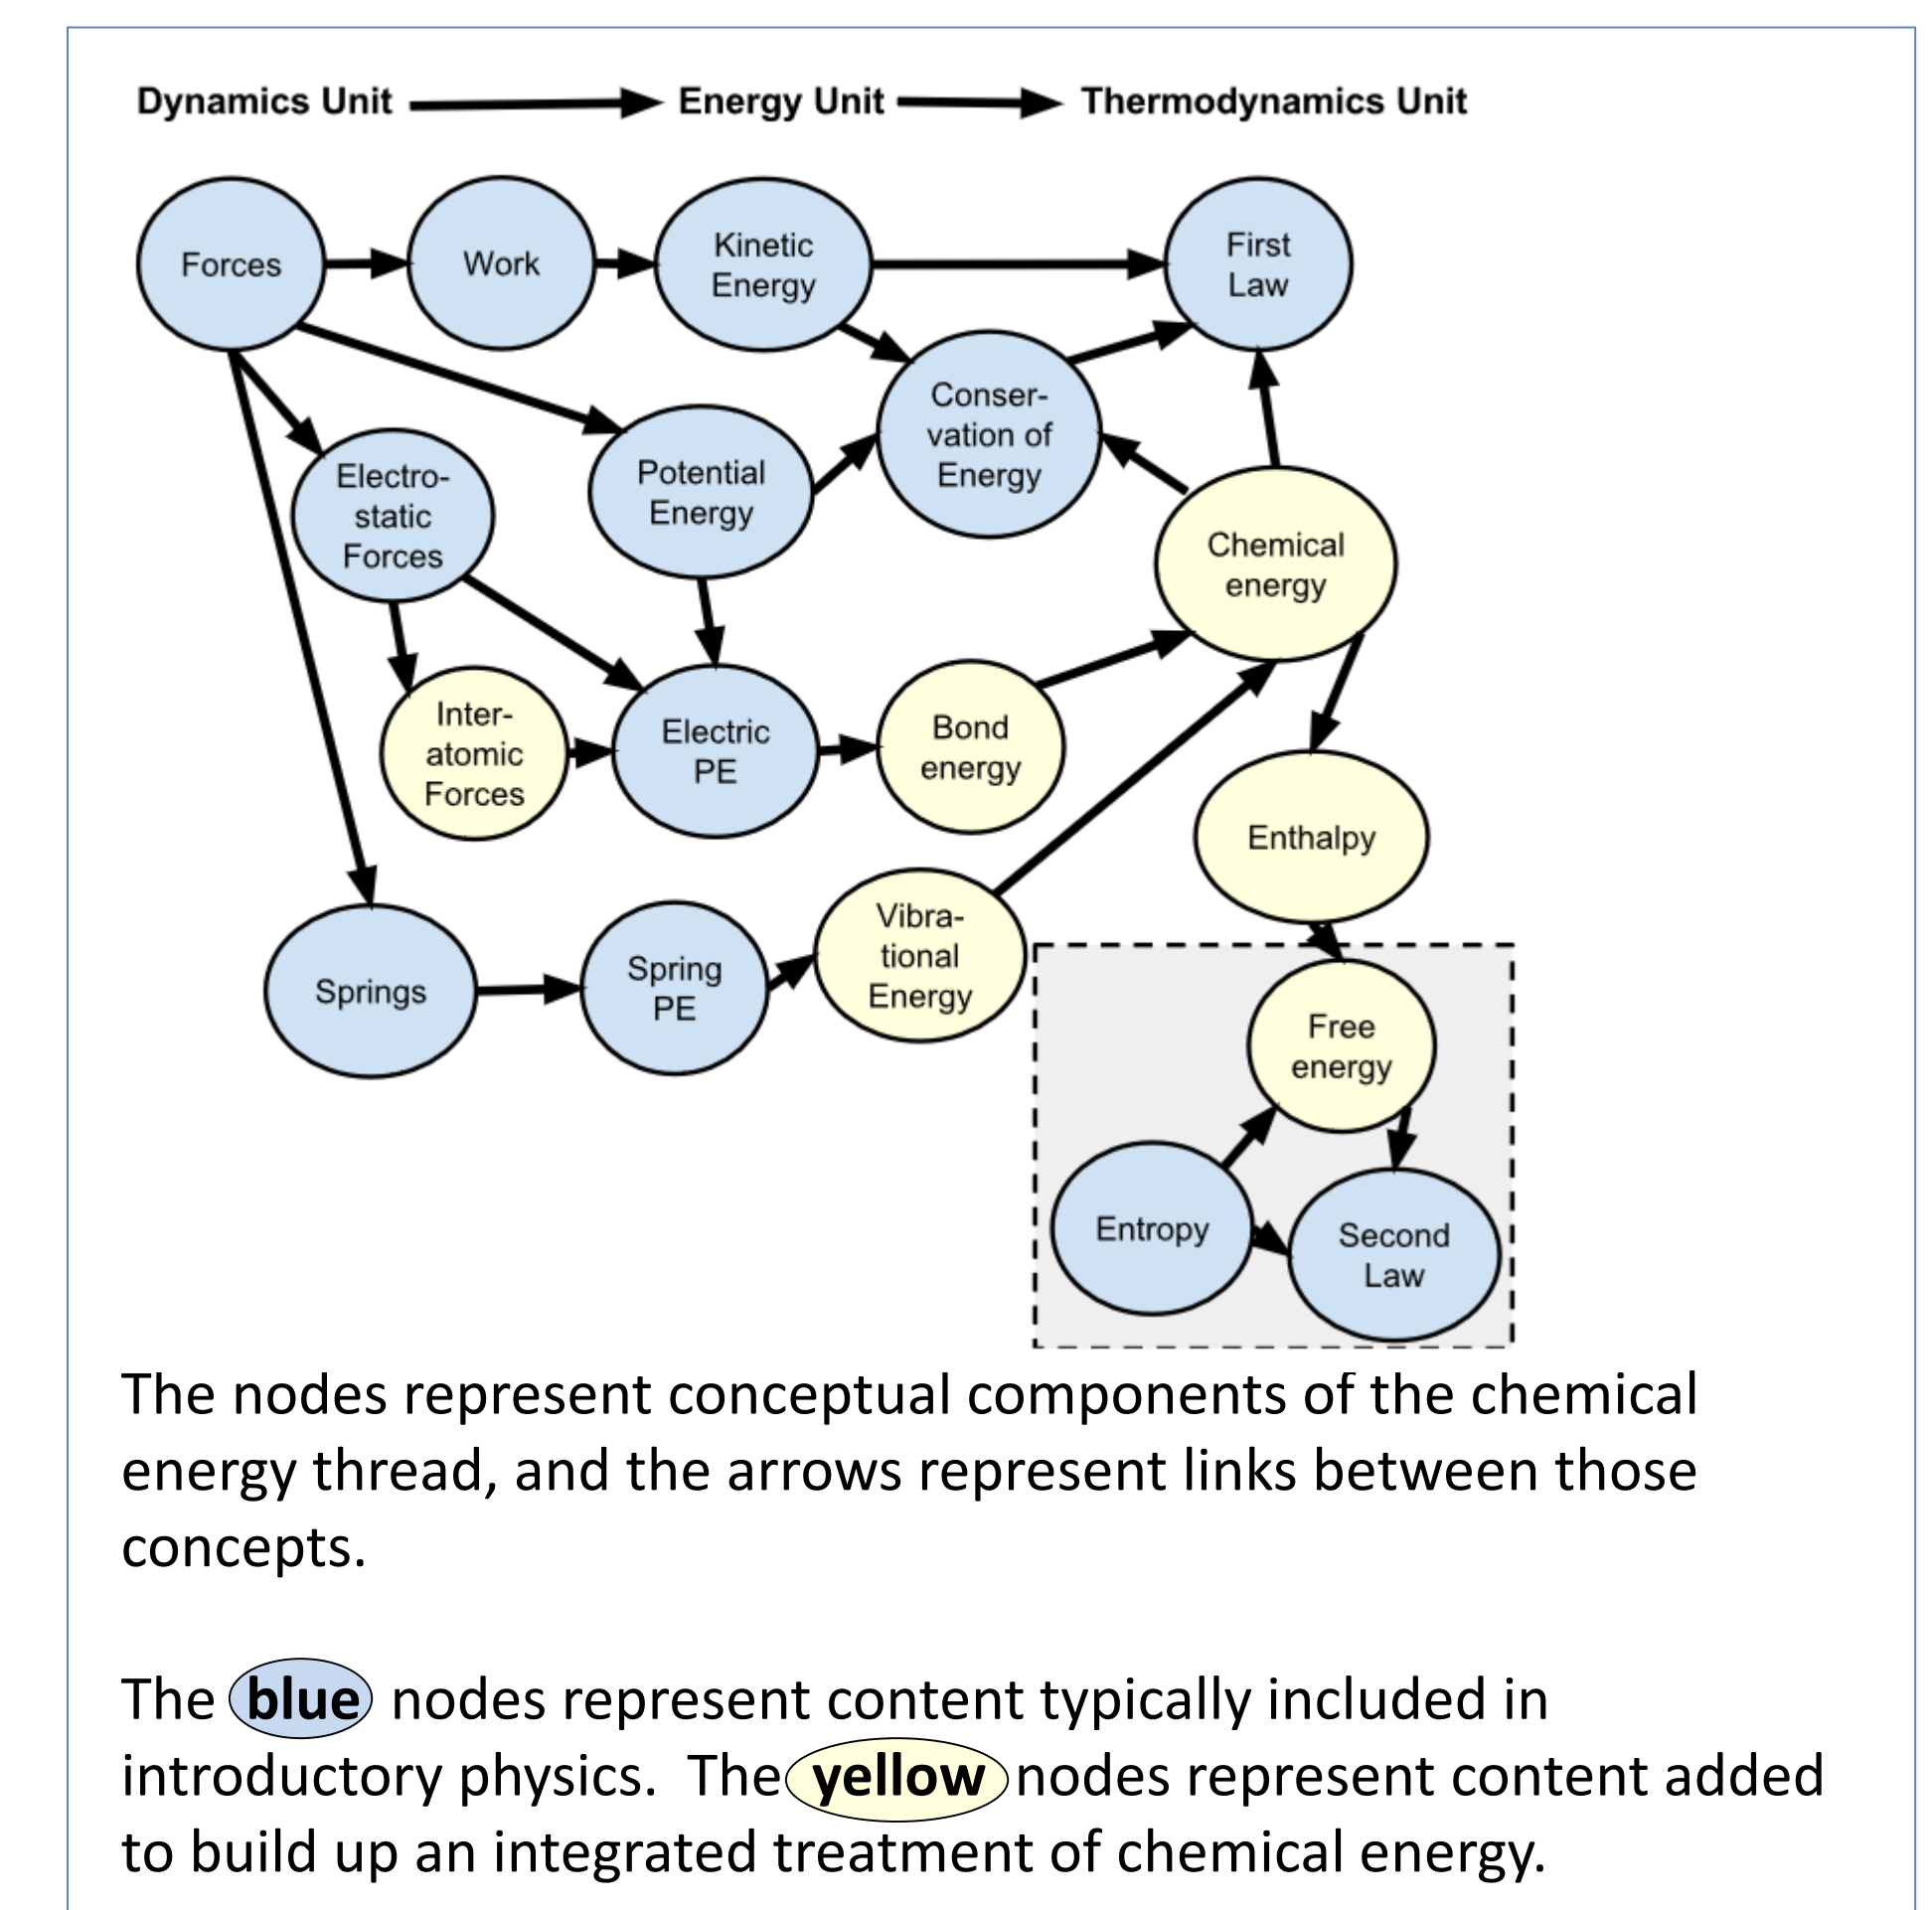 Dynamics Unit Energy Unit Thermodynamics Unit
Forces
Work
Kinetic
Energy
First
Law
Conser-
vation of
Energy
Electro-
static
Forces
Potential
Energy
Chemical
energy
Inter-
atomic
Forces
Electric
PE
Bond
energy
Enthalpy
Springs
Spring
PE
Vibra-
tional
Energy
Free
energy
Entropy
Second
Law
The nodes represent conceptual components of the chemical
energy thread, and the arrows represent links between those
concepts.
The blue nodes represent content typically included in
introductory physics. The yellow nodes represent content added
to build up an integrated treatment of chemical energy.